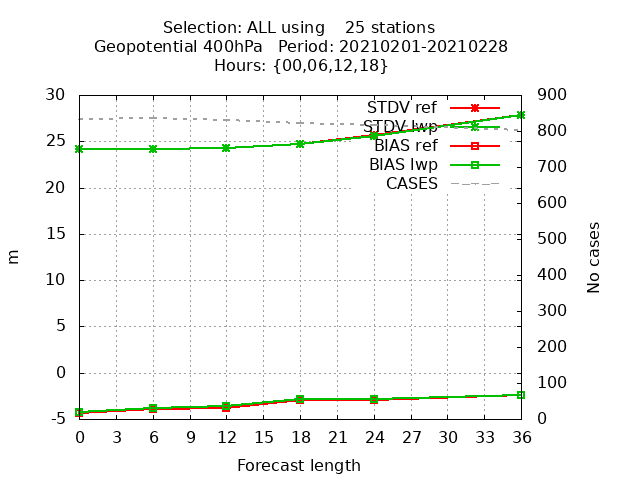 Selection: ALL using    25 stations
Geopotential 400hPa   Period: 20210201-20210228
Hours: {00,06,12,18}
30
25
20
15
10
5
0
-5
m
900
800
700
600
500
400
300
200
100
0
No cases
STDV ref
STDV lwp
BIAS ref
BIAS lwp
CASES
0 3 6 9 12 15 18 21 24 27 30 33 36
Forecast length